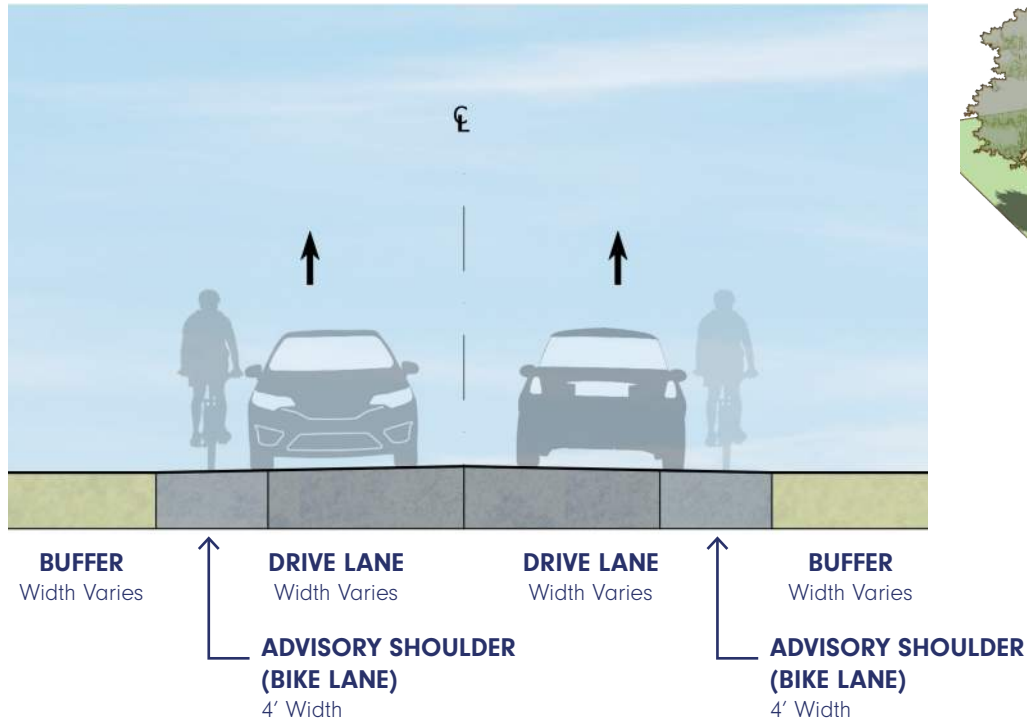 ℄
BUFFER
Width Varies
DRIVE LANE
Width Varies
DRIVE LANE
Width Varies
BUFFER
Width Varies
ADVISORY SHOULDER
(BIKE LANE)
4’ Width
ADVISORY SHOULDER
(BIKE LANE)
4’ Width